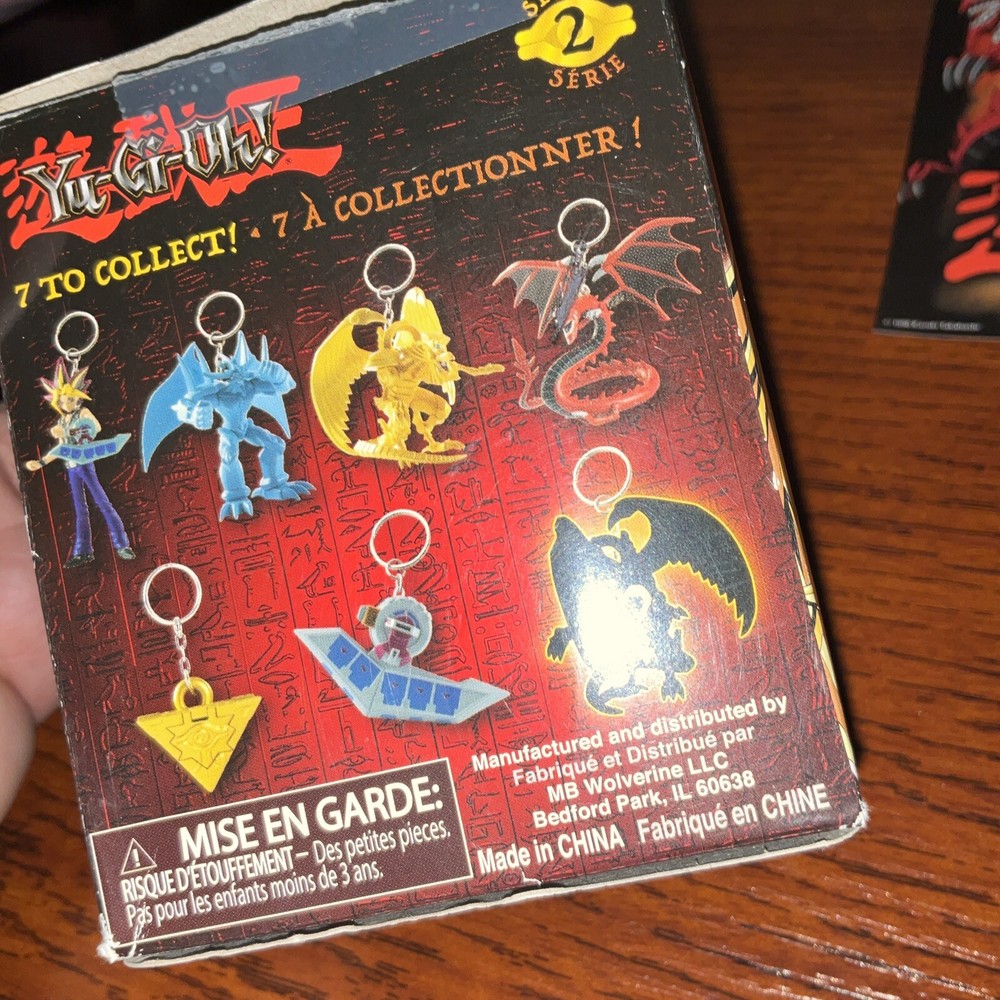 2
SÉRIE
Yu-Gi-Oh!
7 TO COLLECT! • 7 À COLLECTIONNER !
Manufactured and distributed by
Fabriqué et Distribué par
MB Wolverine LLC
Bedford Park, IL 60638
Made in CHINA Fabriqué en CHINE
MISE EN GARDE:
RISQUE D'ÉTOUFFEMENT – Des petites pieces.
Pas pour les enfants moins de 3 ans.